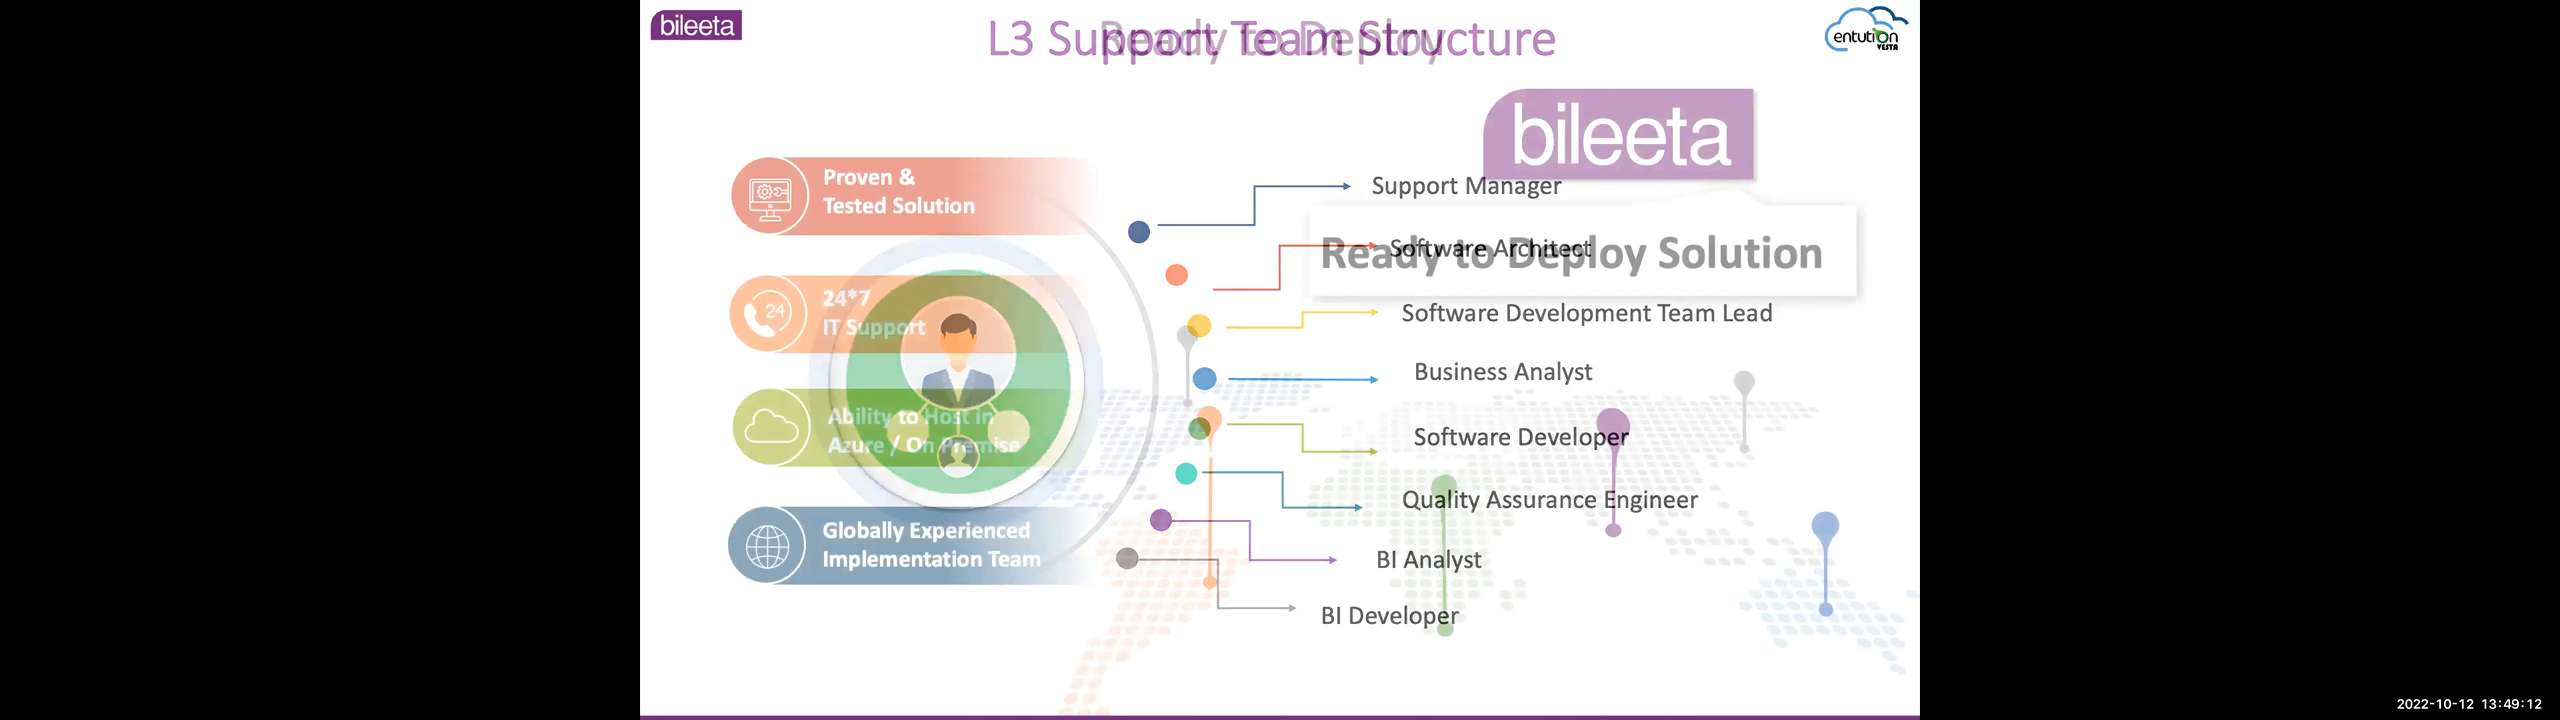 bileeta
L3 Support Team Structure
Ready to Deploy
entution
VESTA
bileeta
Proven &
Tested Solution
Support Manager
Ready to Deploy Solution
Software Architect
24*7
24
IT Support
Software Development Team Lead
Business Analyst
Ability to Host in
Azure / On Premise
Software Developer
Quality Assurance Engineer
Globally Experienced
Implementation Team
BI Analyst
BI Developer
2022-10-12 13:49:12